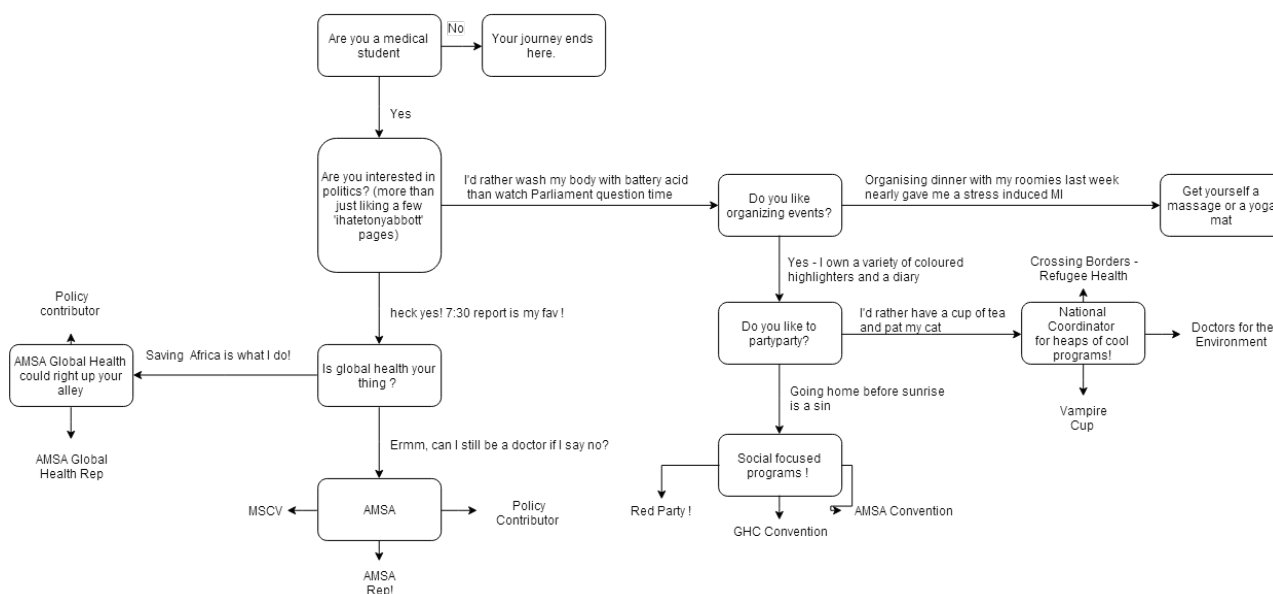 Are you a medical
student
No
Your journey ends
here.
Yes
Are you interested in
politics? (more than
just liking a few
'ihatetonyabbott'
pages)
I'd rather wash my body with battery acid
than watch Parliament question time
Do you like
organizing events?
Organising dinner with my roomies last week
nearly gave me a stress induced MI
Get yourself a
massage or a yoga
mat
Yes - I own a variety of coloured
highlighters and a diary
Crossing Borders -
Refugee Health
Policy
contributor
heck yes! 7:30 report is my fav !
Do you like to
partyparty?
I'd rather have a cup of tea
and pat my cat
National
Coordinator
for heaps of cool
programs!
Doctors for the
Environment
AMSA Global Health
could right up your
alley
Saving Africa is what I do!
Is global health your
thing ?
Going home before sunrise
is a sin
Vampire
Cup
AMSA Global
Health Rep
Ermm, can I still be a doctor if I say no?
Social focused
programs !
MSCV
AMSA
Policy
Contributor
Red Party !
GHC Convention
AMSA Convention
AMSA
Rep!